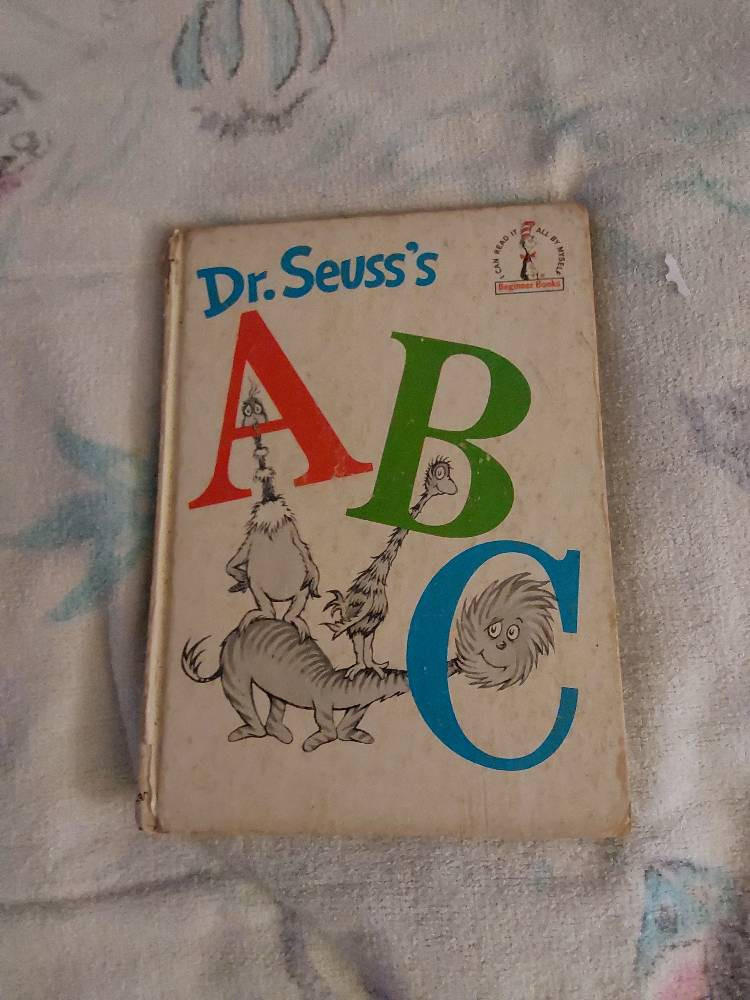 Dr. Seuss's
I CAN READ IT ALL BY MYSELF
Beginner Books
A
B
C